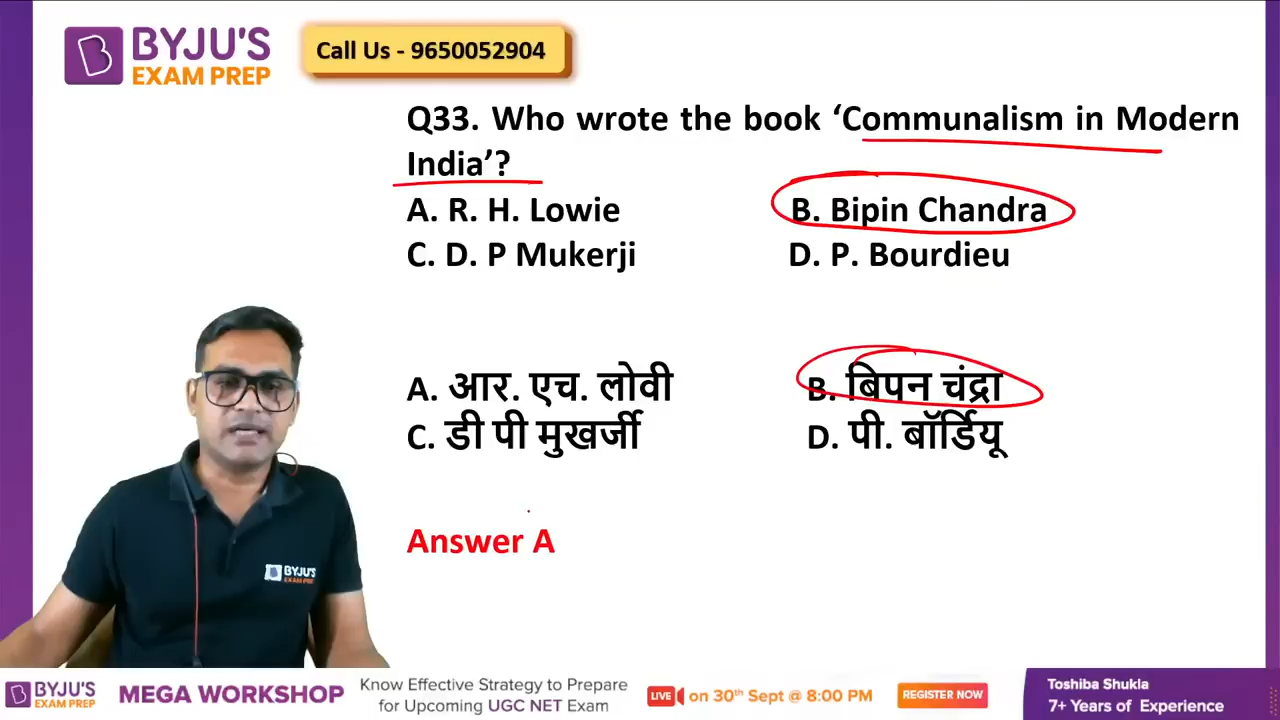 BYJU'S
EXAM PREP
Call Us - 9650052904
Q33. Who wrote the book ‘Communalism in Modern
India’?
A. R. H. Lowie B. Bipin Chandra
C. D. P Mukerji D. P. Bourdieu
A. आर. एच. लोवी B. बिपन चंद्रा
C. डी पी मुखर्जी D. पी. बॉर्डियू
Answer A
BYJU'S
EXAM PREP
BYJU'S
EXAM PREP
MEGA WORKSHOP
Know Effective Strategy to Prepare
for Upcoming UGC NET Exam
LIVE on 30th Sept @ 8:00 PM
REGISTER NOW
Toshiba Shukla
7+ Years of Experience